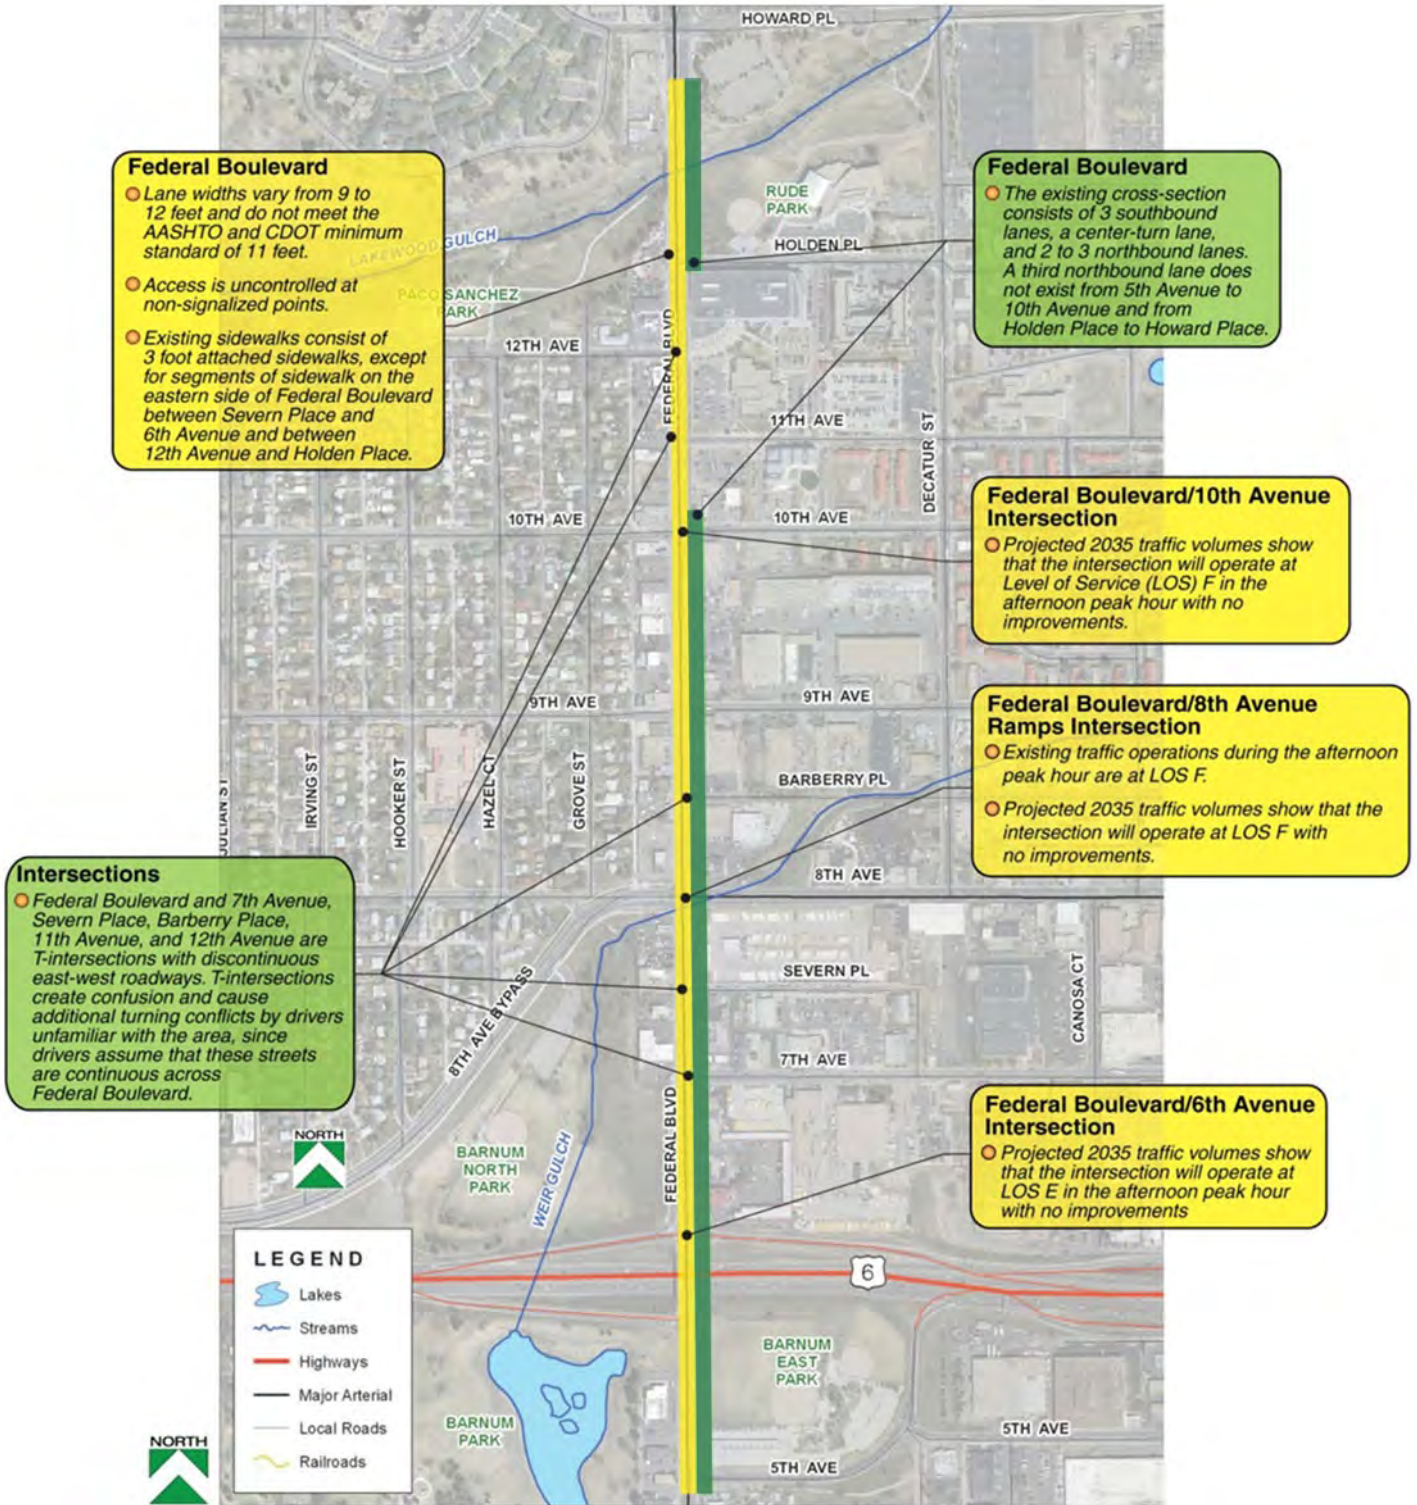 HOWARD PL
Federal Boulevard
Lane widths vary from 9 to
12 feet and do not meet the
AASHTO and CDOT minimum
standard of 11 feet.
Access is uncontrolled at
non-signalized points.
Existing sidewalks consist of
3 foot attached sidewalks, except
for segments of sidewalk on the
eastern side of Federal Boulevard
between Severn Place and
6th Avenue and between
12th Avenue and Holden Place.
LAKEWOOD GULCH
PACO SANCHEZ
PARK
RUDE
PARK
HOLDEN PL
Federal Boulevard
The existing cross-section
consists of 3 southbound
lanes, a center-turn lane,
and 2 to 3 northbound lanes.
A third northbound lane does
not exist from 5th Avenue to
10th Avenue and from
Holden Place to Howard Place.
12TH AVE
FEDERAL BLVD
11TH AVE
DECATUR ST
10TH AVE
10TH AVE
Federal Boulevard/10th Avenue
Intersection
Projected 2035 traffic volumes show
that the intersection will operate at
Level of Service (LOS) F in the
afternoon peak hour with no
improvements.
9TH AVE
9TH AVE
Federal Boulevard/8th Avenue
Ramps Intersection
Existing traffic operations during the afternoon
peak hour are at LOS F.
Projected 2035 traffic volumes show that the
intersection will operate at LOS F with
no improvements.
JULIAN ST
IRVING ST
HOOKER ST
HAZEL CT
GROVE ST
BARBERRY PL
8TH AVE
Intersections
Federal Boulevard and 7th Avenue,
Severn Place, Barberry Place,
11th Avenue, and 12th Avenue are
T-intersections with discontinuous
east-west roadways. T-intersections
create confusion and cause
additional turning conflicts by drivers
unfamiliar with the area, since
drivers assume that these streets
are continuous across
Federal Boulevard.
8TH AVE BYPASS
SEVERN PL
CANOSA CT
7TH AVE
FEDERAL BLVD
NORTH
BARNUM
NORTH
PARK
WEIR GULCH
Federal Boulevard/6th Avenue
Intersection
Projected 2035 traffic volumes show
that the intersection will operate at
LOS E in the afternoon peak hour
with no improvements
6
LEGEND
Lakes
Streams
Highways
Major Arterial
Local Roads
Railroads
BARNUM
EAST
PARK
BARNUM
PARK
5TH AVE
5TH AVE
NORTH